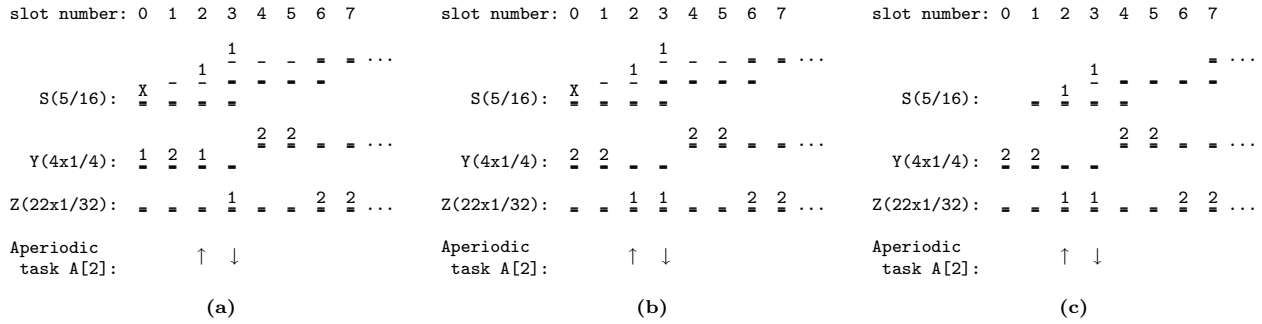 slot number: 0 1 2 3 4 5 6 7
1
...
1
X
S(5/16):
2 2
...
Y(4x1/4): 1 2 1
Z(22x1/32): 1 2 2 ...
Aperiodic
task A[2]: ↑ ↓
(a)
slot number: 0 1 2 3 4 5 6 7
1
...
1
X
S(5/16):
2 2
...
Y(4x1/4): 2 2
Z(22x1/32): 1 1 2 2 ...
Aperiodic
task A[2]: ↑ ↓
(b)
slot number: 0 1 2 3 4 5 6 7
...
1
1
S(5/16):
2 2
...
Y(4x1/4): 2 2
Z(22x1/32): 1 1 2 2 ...
Aperiodic
task A[2]: ↑ ↓
(c)